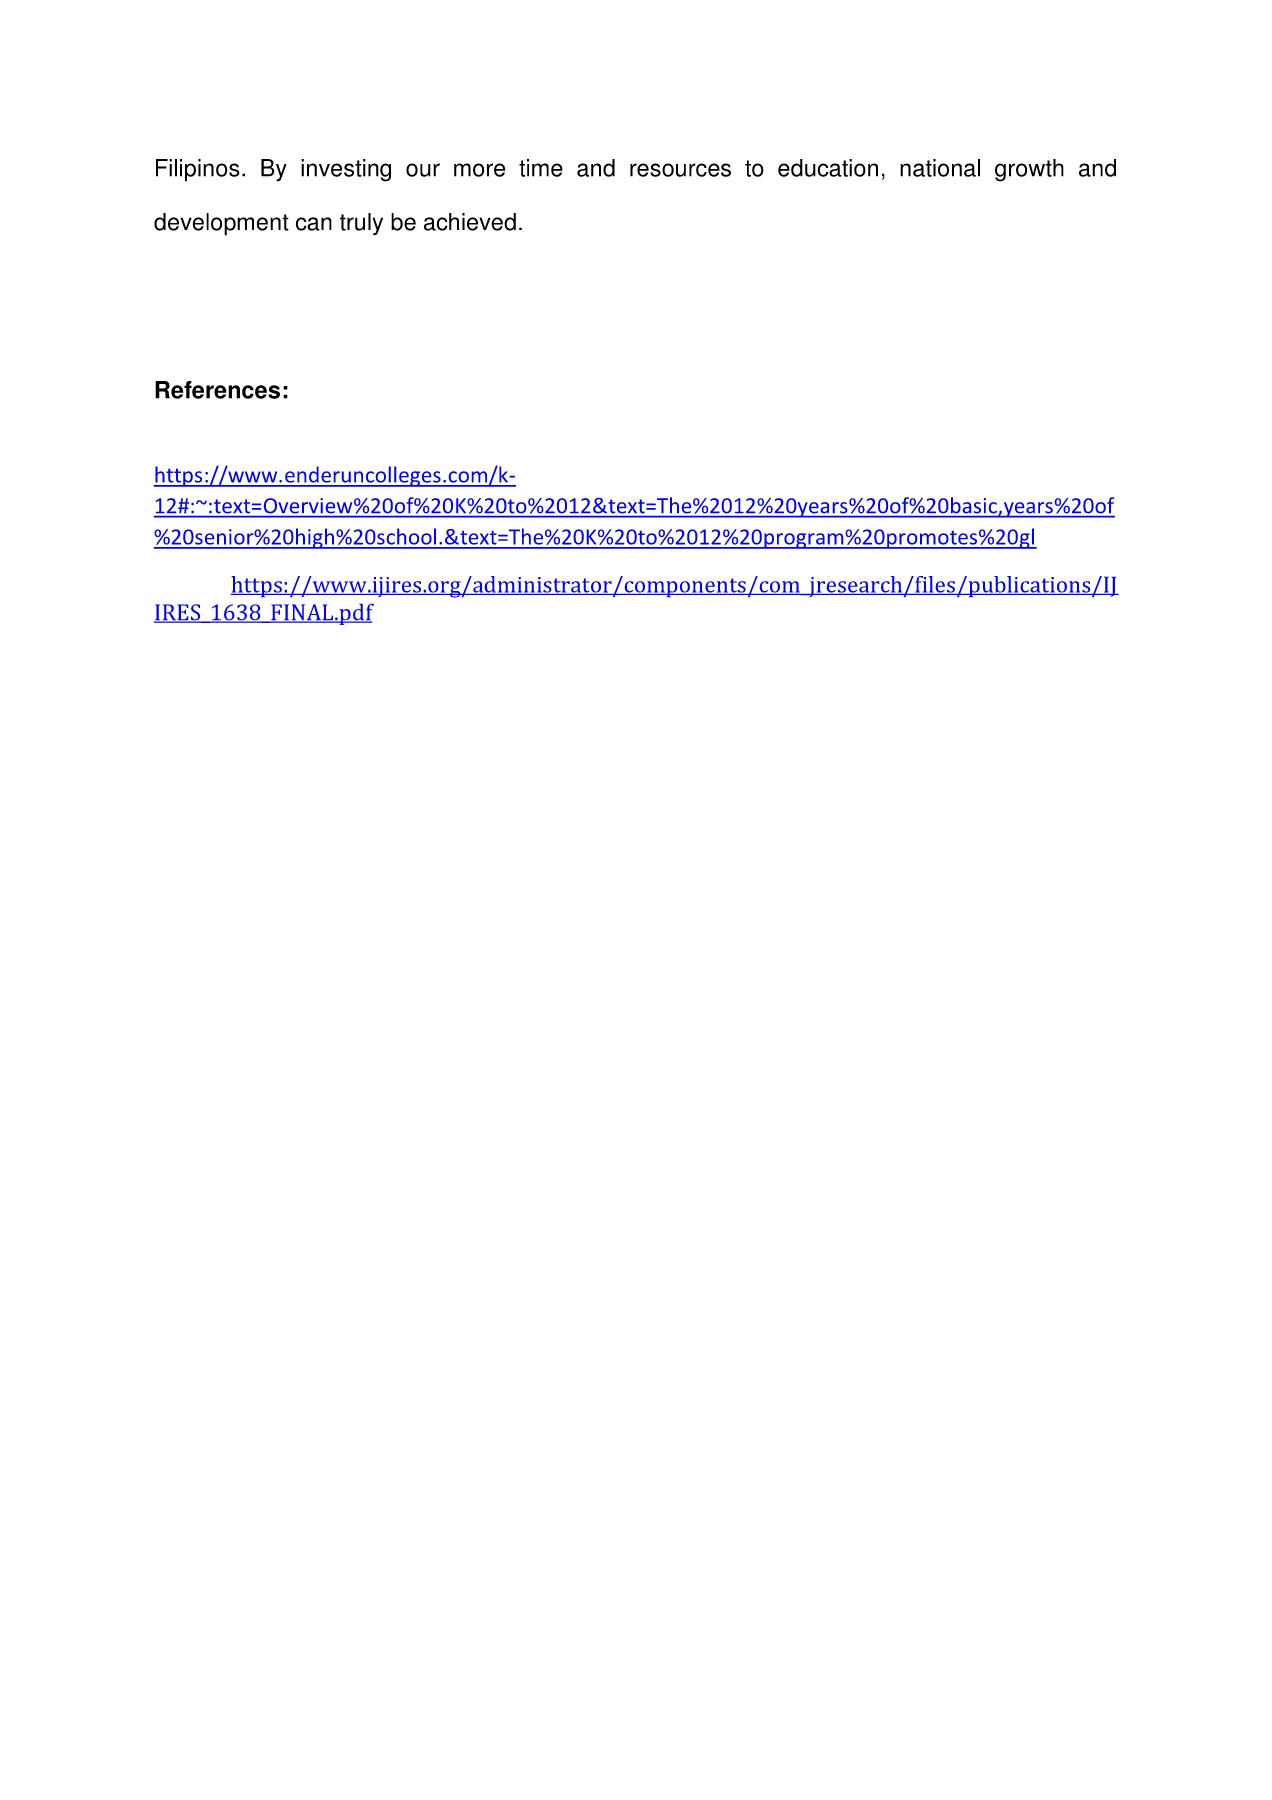 Filipinos. By investing our more time and resources to education, national growth and
development can truly be achieved.
References:
https://www.enderuncolleges.com/k-
12#:~:text=Overview%20of%20K%20to%2012&text=The%2012%20years%20of%20basic,years%20of
%20senior%20high%20school.&text=The%20K%20to%2012%20program%20promotes%20gl
https://www.ijires.org/administrator/components/com_jresearch/files/publications/IJ
IRES_1638_FINAL.pdf